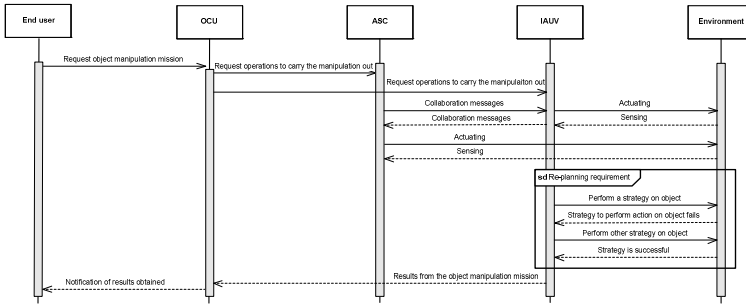 End user
OCU
ASC
IAUV
Environment
Request object manipulation mission
Request operations to carry the manipulation out
Request operations to carry the manipulaiton out
Collaboration messages
Actuating
Collaboration messages
Sensing
Actuating
Sensing
sd Re-planning requirement
Perform a strategy on object
Strategy to perform action on object fails
Perform other strategy on object
Strategy is successful
Results from the object manipulation mission
Notification of results obtained